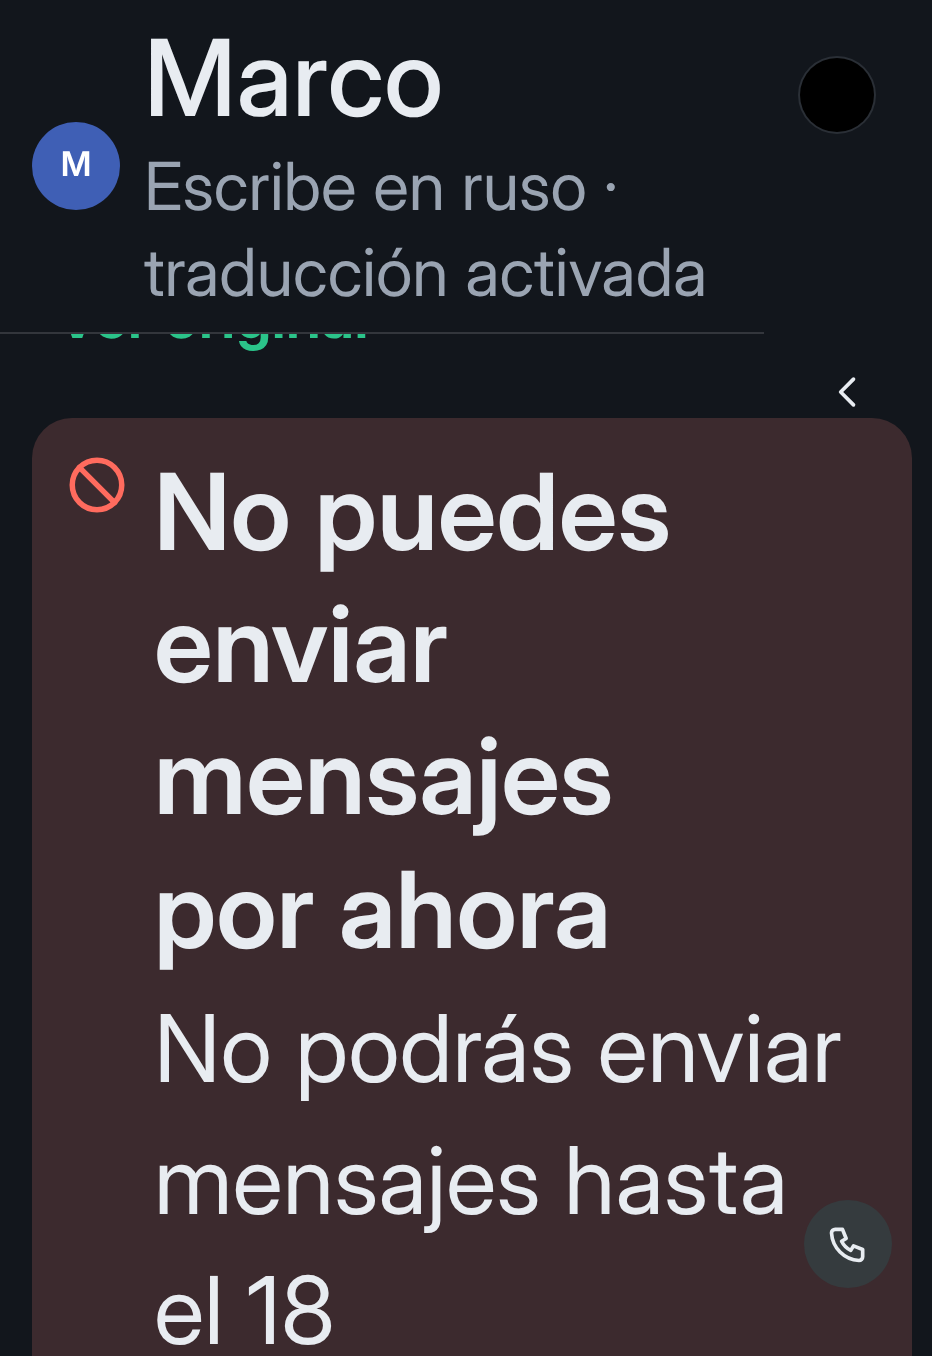 Marco
M
Escribe en ruso ·
traducción activada
No puedes
enviar
mensajes
por ahora
No podrás enviar
mensajes hasta
el 18